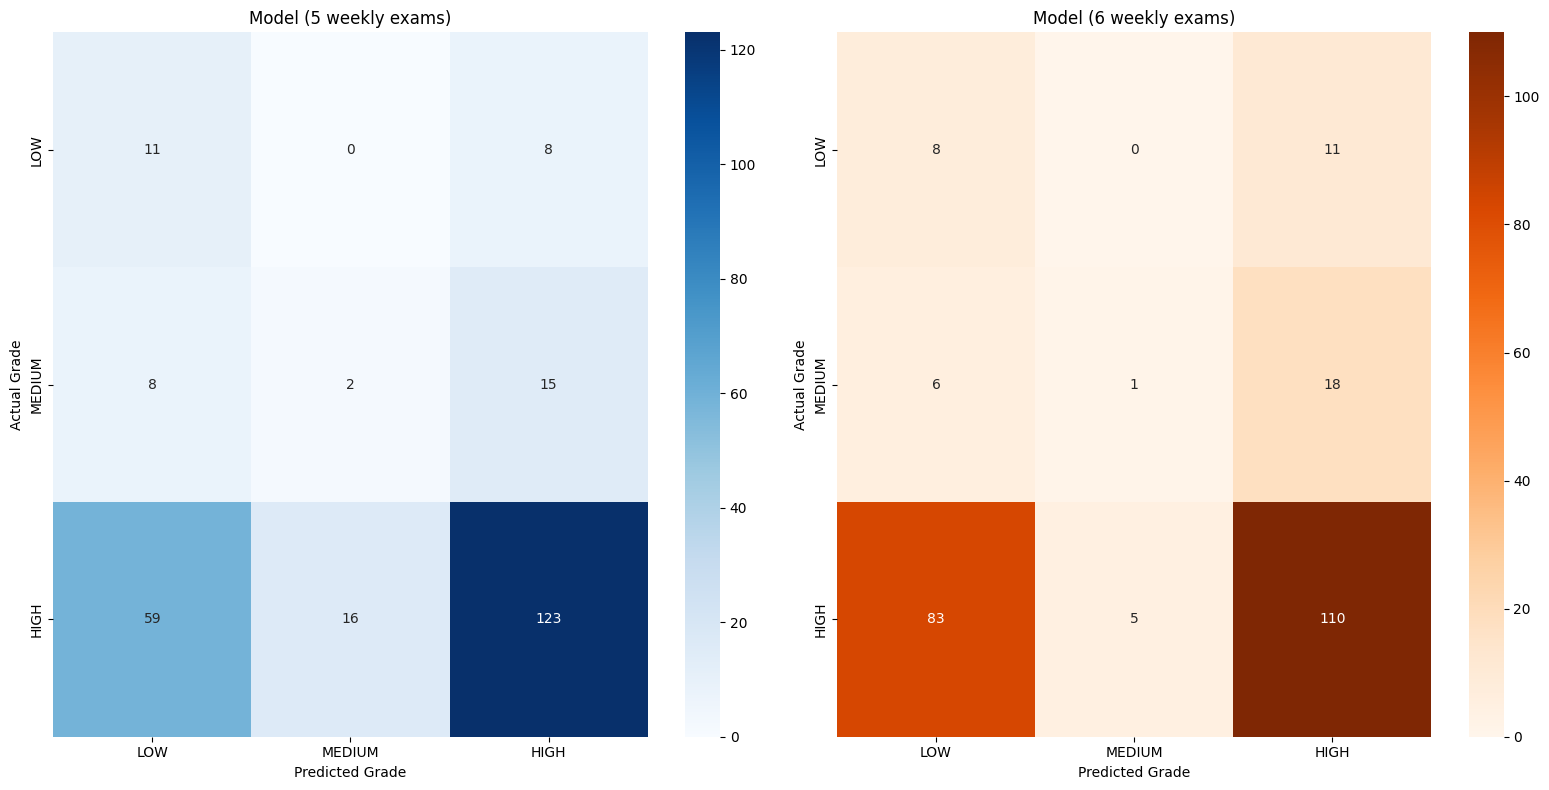 Model (5 weekly exams)
LOW
MEDIUM
HIGH
Actual Grade
11 0 8
8 2 15
59 16 123
LOW MEDIUM HIGH
Predicted Grade
120
100
80
60
40
20
0
Model (6 weekly exams)
LOW
MEDIUM
HIGH
Actual Grade
8 0 11
6 1 18
83 5 110
LOW MEDIUM HIGH
Predicted Grade
100
80
60
40
20
0